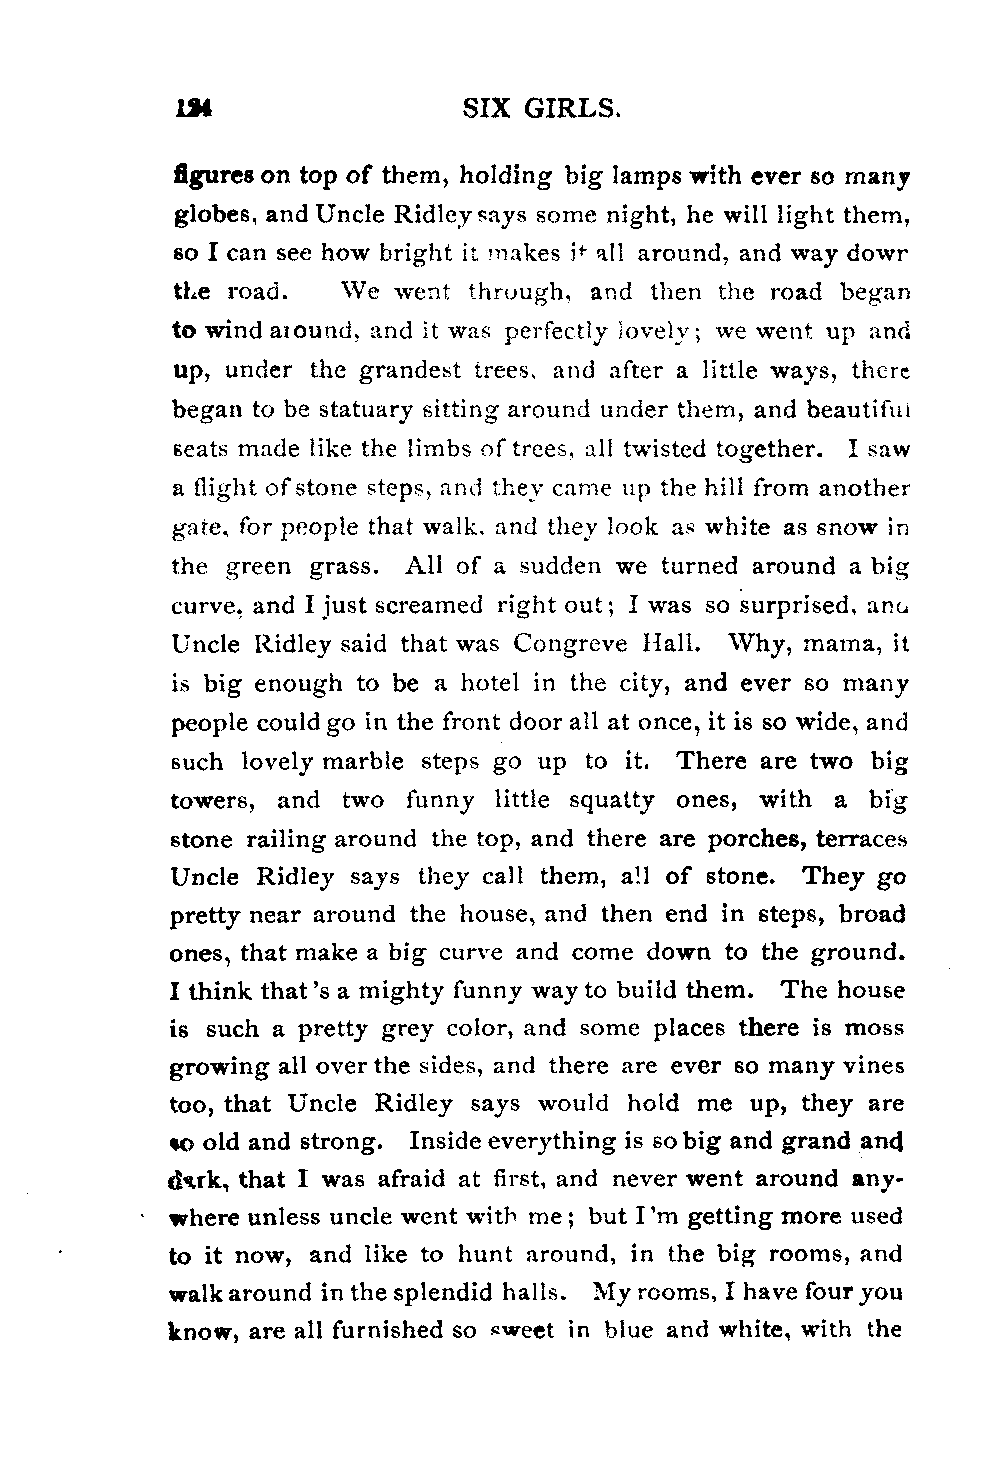 194 SIX GIRLS.
figures on top of them, holding big lamps with ever so many
globes, and Uncle Ridley says some night, he will light them,
so I can see how bright it makes it all around, and way down
the road. We went through, and then the road began
to wind around, and it was perfectly lovely; we went up and
up, under the grandest trees, and after a little ways, there
began to be statuary sitting around under them, and beautiful
seats made like the limbs of trees, all twisted together. I saw
a flight of stone steps, and they came up the hill from another
gate, for people that walk, and they look as white as snow in
the green grass. All of a sudden we turned around a big
curve, and I just screamed right out; I was so surprised, and
Uncle Ridley said that was Congreve Hall. Why, mama, it
is big enough to be a hotel in the city, and ever so many
people could go in the front door all at once, it is so wide, and
such lovely marble steps go up to it. There are two big
towers, and two funny little squatty ones, with a big
stone railing around the top, and there are porches, terraces
Uncle Ridley says they call them, all of stone. They go
pretty near around the house, and then end in steps, broad
ones, that make a big curve and come down to the ground.
I think that's a mighty funny way to build them. The house
is such a pretty grey color, and some places there is moss
growing all over the sides, and there are ever so many vines
too, that Uncle Ridley says would hold me up, they are
so old and strong. Inside everything is so big and grand and
dark, that I was afraid at first, and never went around any-
where unless uncle went with me; but I'm getting more used
to it now, and like to hunt around, in the big rooms, and
walk around in the splendid halls. My rooms, I have four you
know, are all furnished so sweet in blue and white, with the